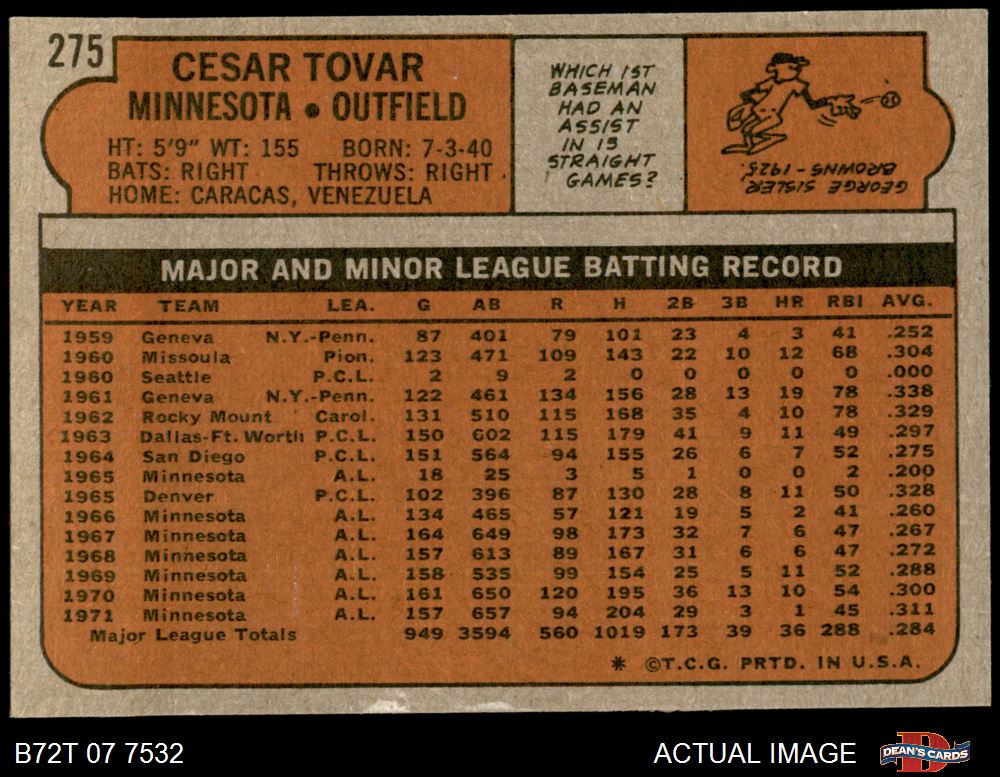 275
CESAR TOVAR
MINNESOTA • OUTFIELD
HT: 5'9" WT: 155 BORN: 7-3-40
BATS: RIGHT THROWS: RIGHT
HOME: CARACAS, VENEZUELA
WHICH 1ST
BASEMAN
HAD AN
ASSIST
IN 15
STRAIGHT
GAMES?
GEORGE SISLER,
BROWNS - 1925.
MAJOR AND MINOR LEAGUE BATTING RECORD
YEAR TEAM LEA. G AB R H 2B 3B HR RBI AVG.
1959 Geneva N.Y.-Penn. 87 401 79 101 23 4 3 41 .252
1960 Missoula Pion. 123 471 109 143 22 10 12 68 .304
1960 Seattle P.C.L. 2 9 2 0 0 0 0 0 .000
1961 Geneva N.Y.-Penn. 122 461 134 156 28 13 19 78 .338
1962 Rocky Mount Carol. 131 510 115 168 35 4 10 78 .329
1963 Dallas-Ft. Worth P.C.L. 150 602 115 179 41 9 11 49 .297
1964 San Diego P.C.L. 151 564 94 155 26 6 7 52 .275
1965 Minnesota A.L. 18 25 3 5 1 0 0 2 .200
1965 Denver P.C.L. 102 396 87 130 28 8 11 50 .328
1966 Minnesota A.L. 134 465 57 121 19 5 2 41 .260
1967 Minnesota A.L. 164 649 98 173 32 7 6 47 .267
1968 Minnesota A.L. 157 613 89 167 31 6 6 47 .272
1969 Minnesota A.L. 158 535 99 154 25 5 11 52 .288
1970 Minnesota A.L. 161 650 120 195 36 13 10 54 .300
1971 Minnesota A.L. 157 657 94 204 29 3 1 45 .311
Major League Totals 949 3594 560 1019 173 39 36 288 .284
* ©T.C.G. PRTD. IN U.S.A.
B72T 07 7532
ACTUAL IMAGE
DEAN'S CARDS